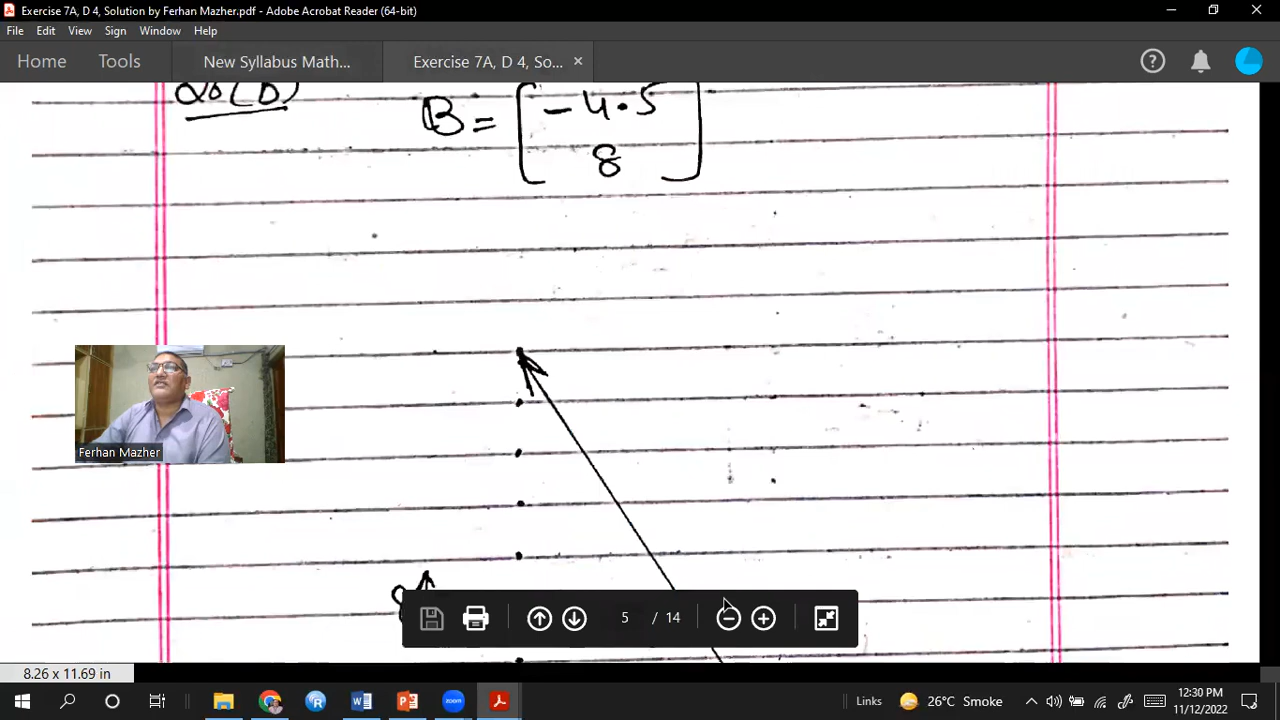 Exercise 7A, D 4, Solution by Ferhan Mazher.pdf - Adobe Acrobat Reader (64-bit)
File Edit View Sign Window Help
Home Tools New Syllabus Math... Exercise 7A, D 4, So... ×
B = [ -4.5
8 ]
Ferhan Mazher
5 / 14
8.26 x 11.69 in
Links 26°C Smoke 12:30 PM
11/12/2022